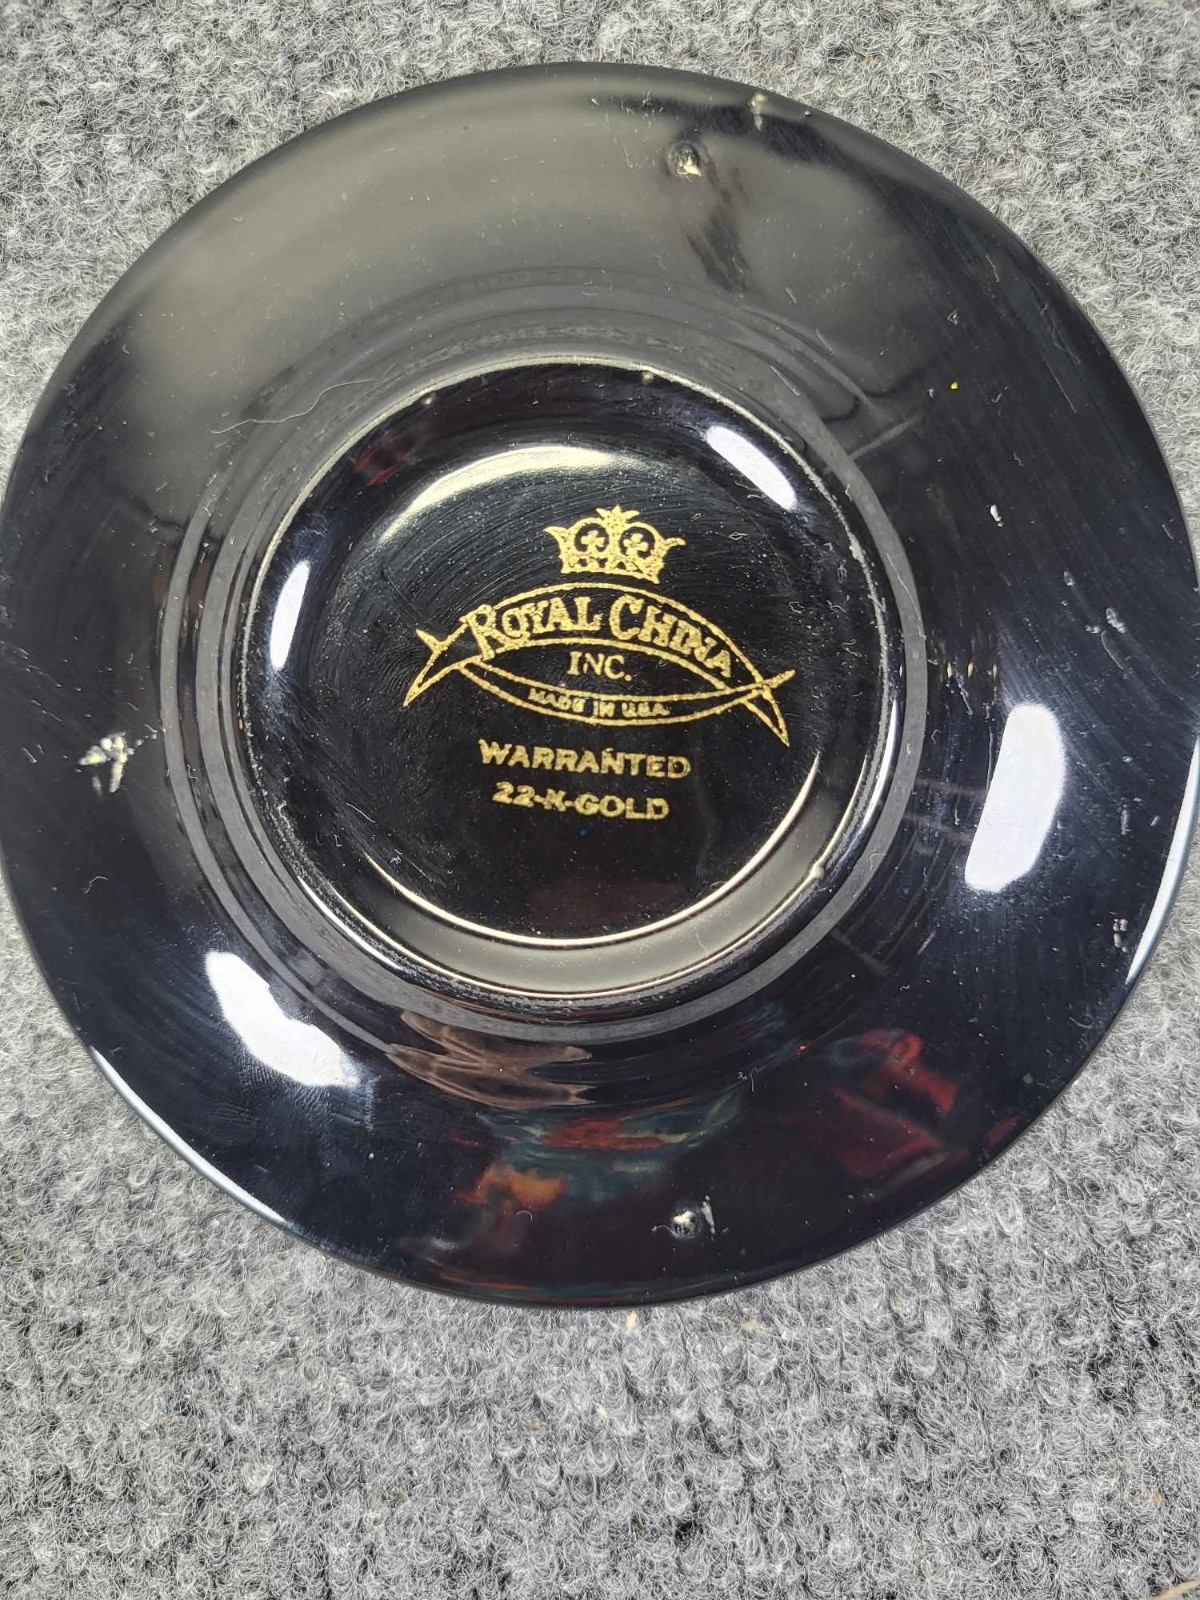 ROYAL CHINA
INC.
MADE IN U.S.A.
WARRANTED
22-K-GOLD